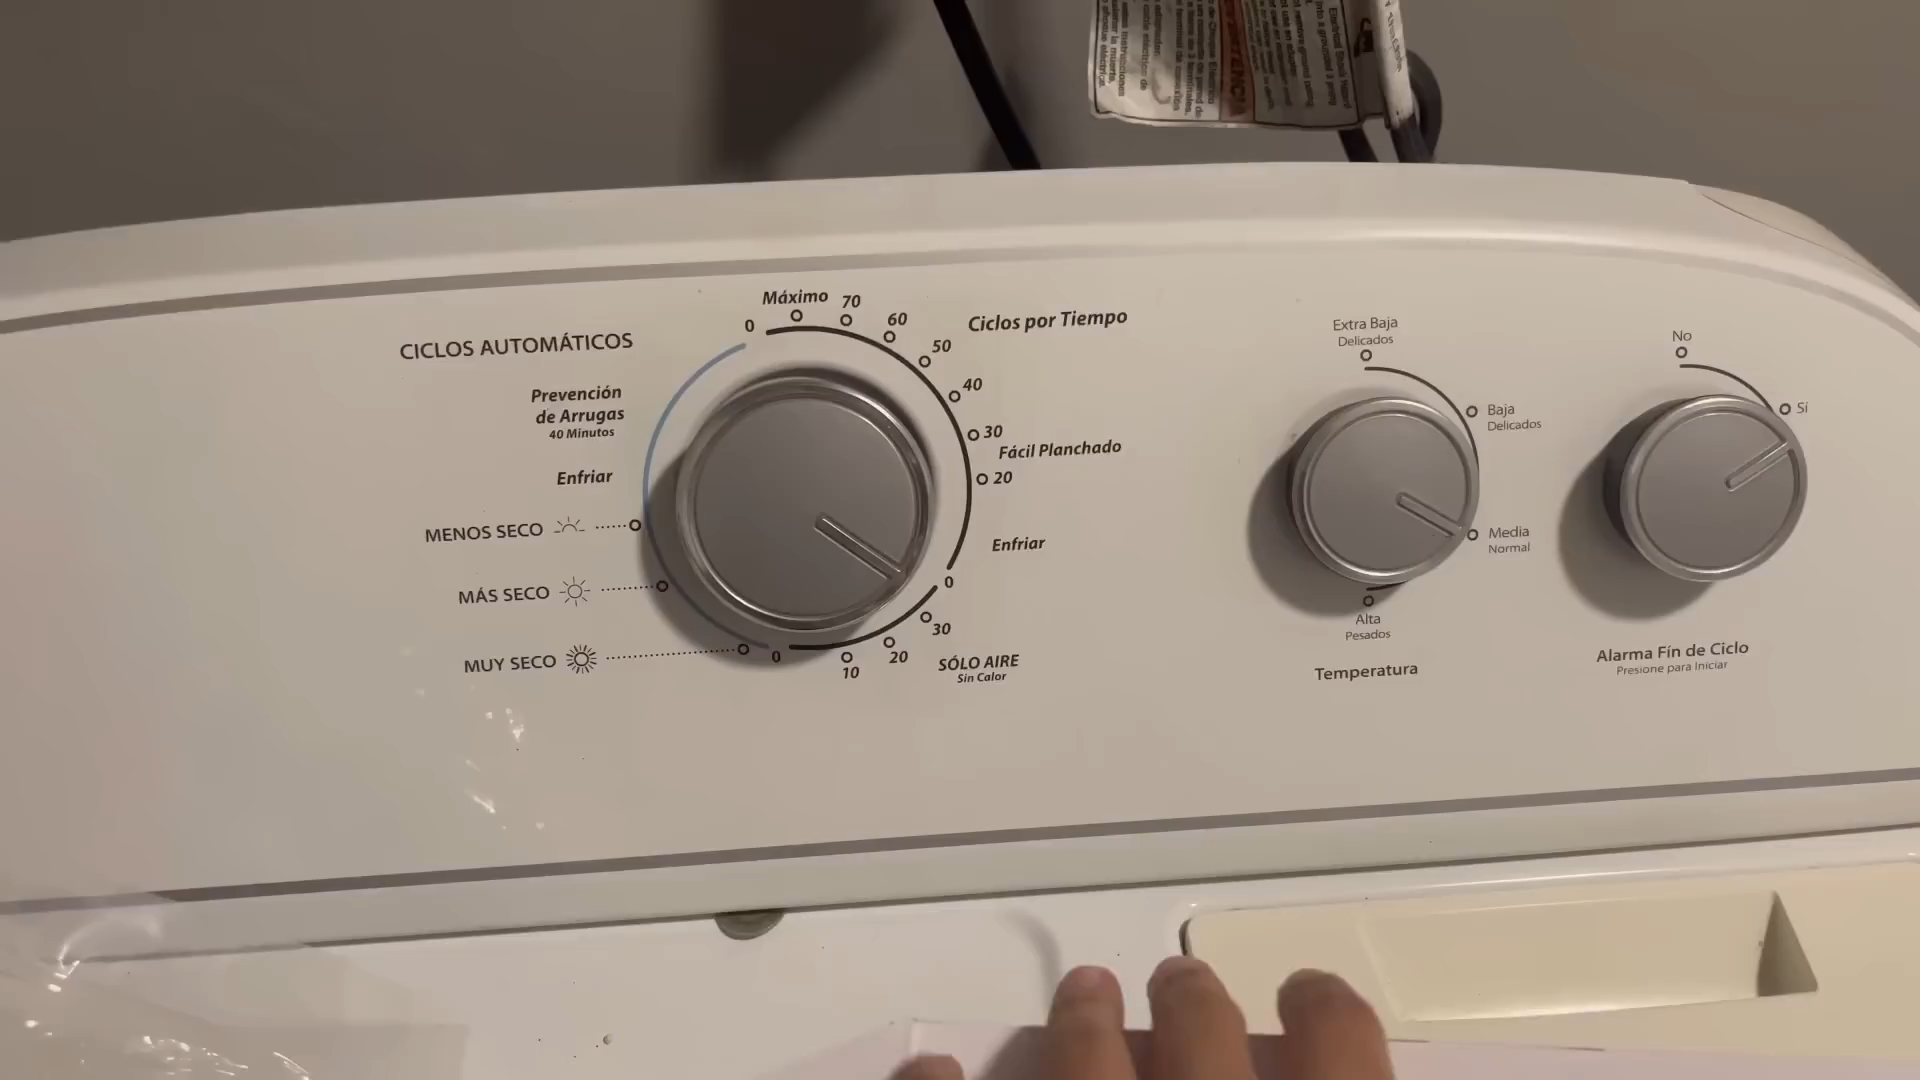 CICLOS AUTOMÁTICOS
Prevención
de Arrugas
40 Minutos
Enfriar
MENOS SECO
MÁS SECO
MUY SECO
0
Máximo
70
60
50
40
30
20
Ciclos por Tiempo
Fácil Planchado
Enfriar
0
30
20
10
0
SÓLO AIRE
Sin Calor
Extra Baja
Delicados
Baja
Delicados
Media
Normal
Alta
Pesados
Temperatura
No
Sí
Alarma Fín de Ciclo
Presione para Iniciar